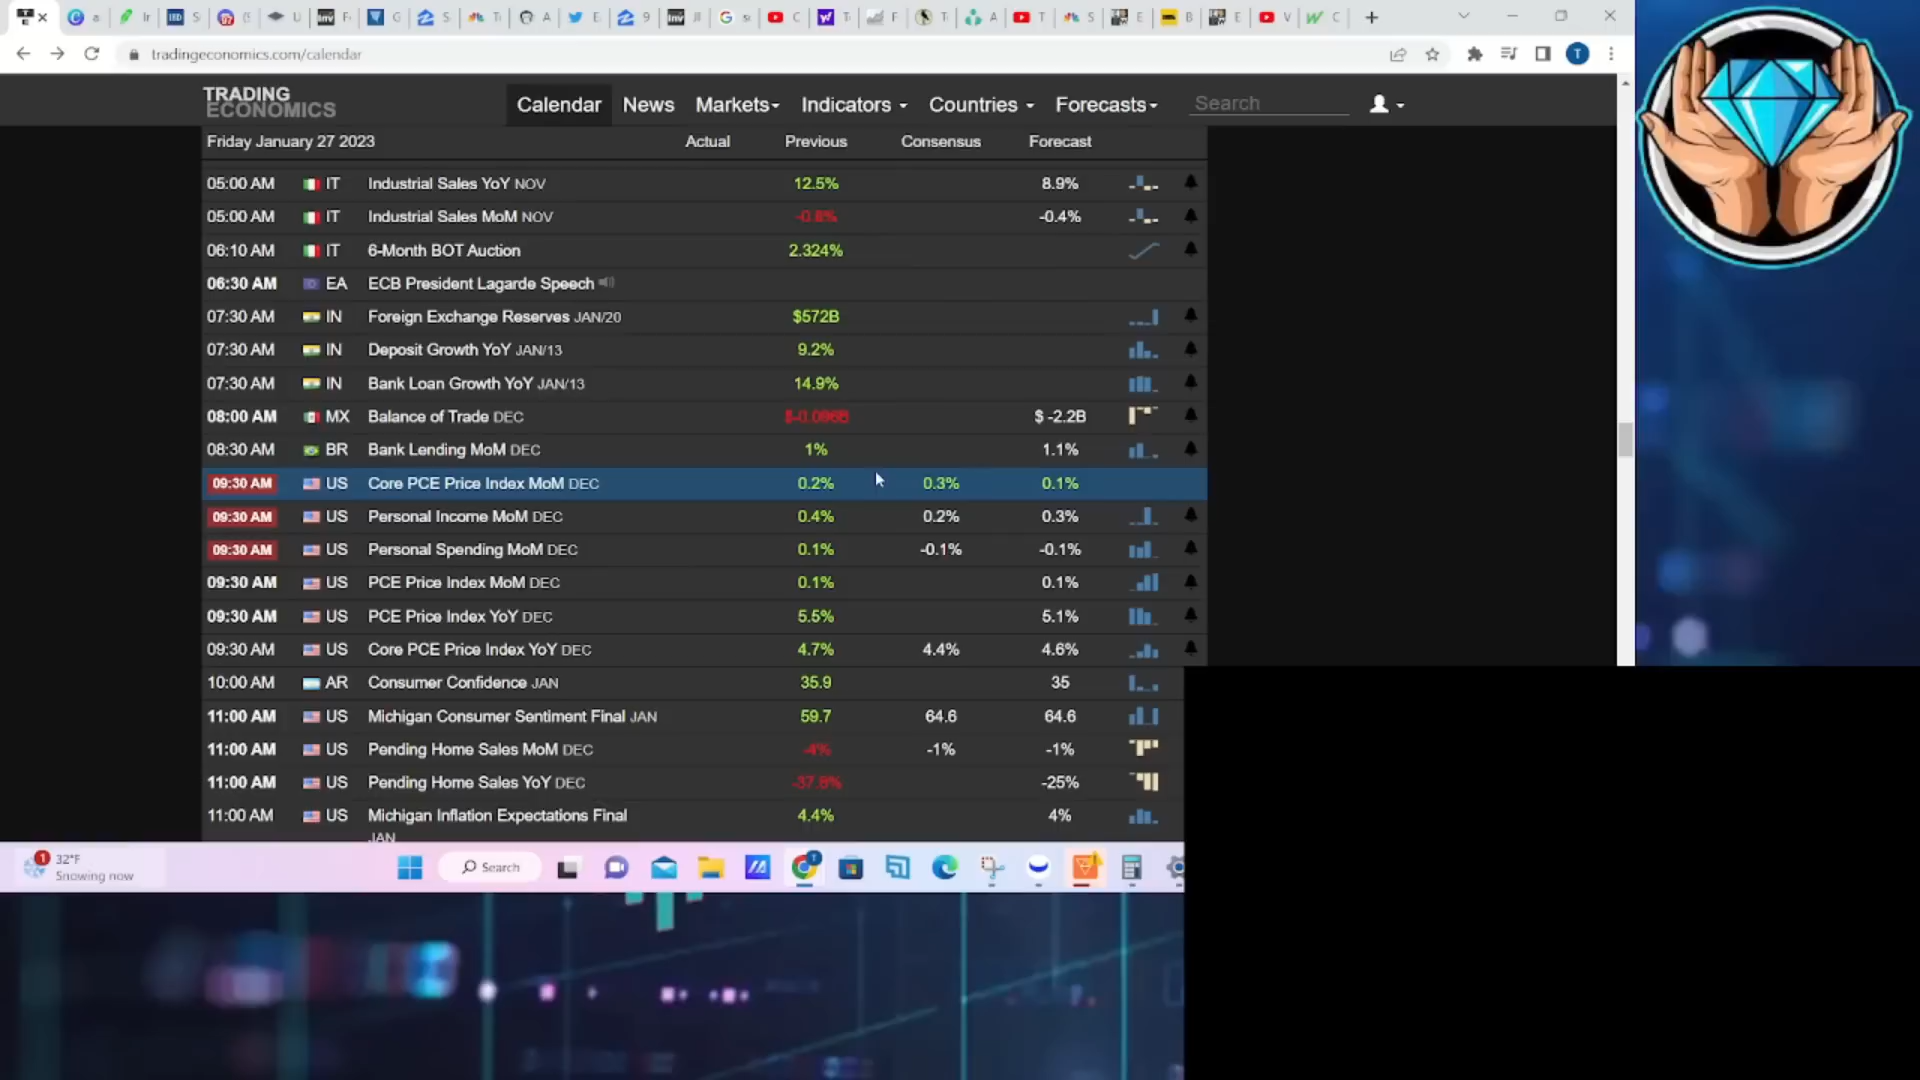 tradingeconomics.com/calendar
TRADING
ECONOMICS
Calendar News Markets Indicators Countries Forecasts Search
Friday January 27 2023 Actual Previous Consensus Forecast
05:00 AM IT Industrial Sales YoY NOV 12.5% 8.9%
05:00 AM IT Industrial Sales MoM NOV -0.4%
06:10 AM IT 6-Month BOT Auction 2.324%
06:30 AM EA ECB President Lagarde Speech
07:30 AM IN Foreign Exchange Reserves JAN/20 $572B
07:30 AM IN Deposit Growth YoY JAN/13 9.2%
07:30 AM IN Bank Loan Growth YoY JAN/13 14.9%
08:00 AM MX Balance of Trade DEC $ -2.2B
08:30 AM BR Bank Lending MoM DEC 1% 1.1%
09:30 AM US Core PCE Price Index MoM DEC 0.2% 0.3% 0.1%
09:30 AM US Personal Income MoM DEC 0.4% 0.2% 0.3%
09:30 AM US Personal Spending MoM DEC 0.1% -0.1% -0.1%
09:30 AM US PCE Price Index MoM DEC 0.1% 0.1%
09:30 AM US PCE Price Index YoY DEC 5.5% 5.1%
09:30 AM US Core PCE Price Index YoY DEC 4.7% 4.4% 4.6%
10:00 AM AR Consumer Confidence JAN 35.9 35
11:00 AM US Michigan Consumer Sentiment Final JAN 59.7 64.6 64.6
11:00 AM US Pending Home Sales MoM DEC -4% -1% -1%
11:00 AM US Pending Home Sales YoY DEC -25%
11:00 AM US Michigan Inflation Expectations Final 4.4% 4%
JAN
1 32°F
Snowing now
Search